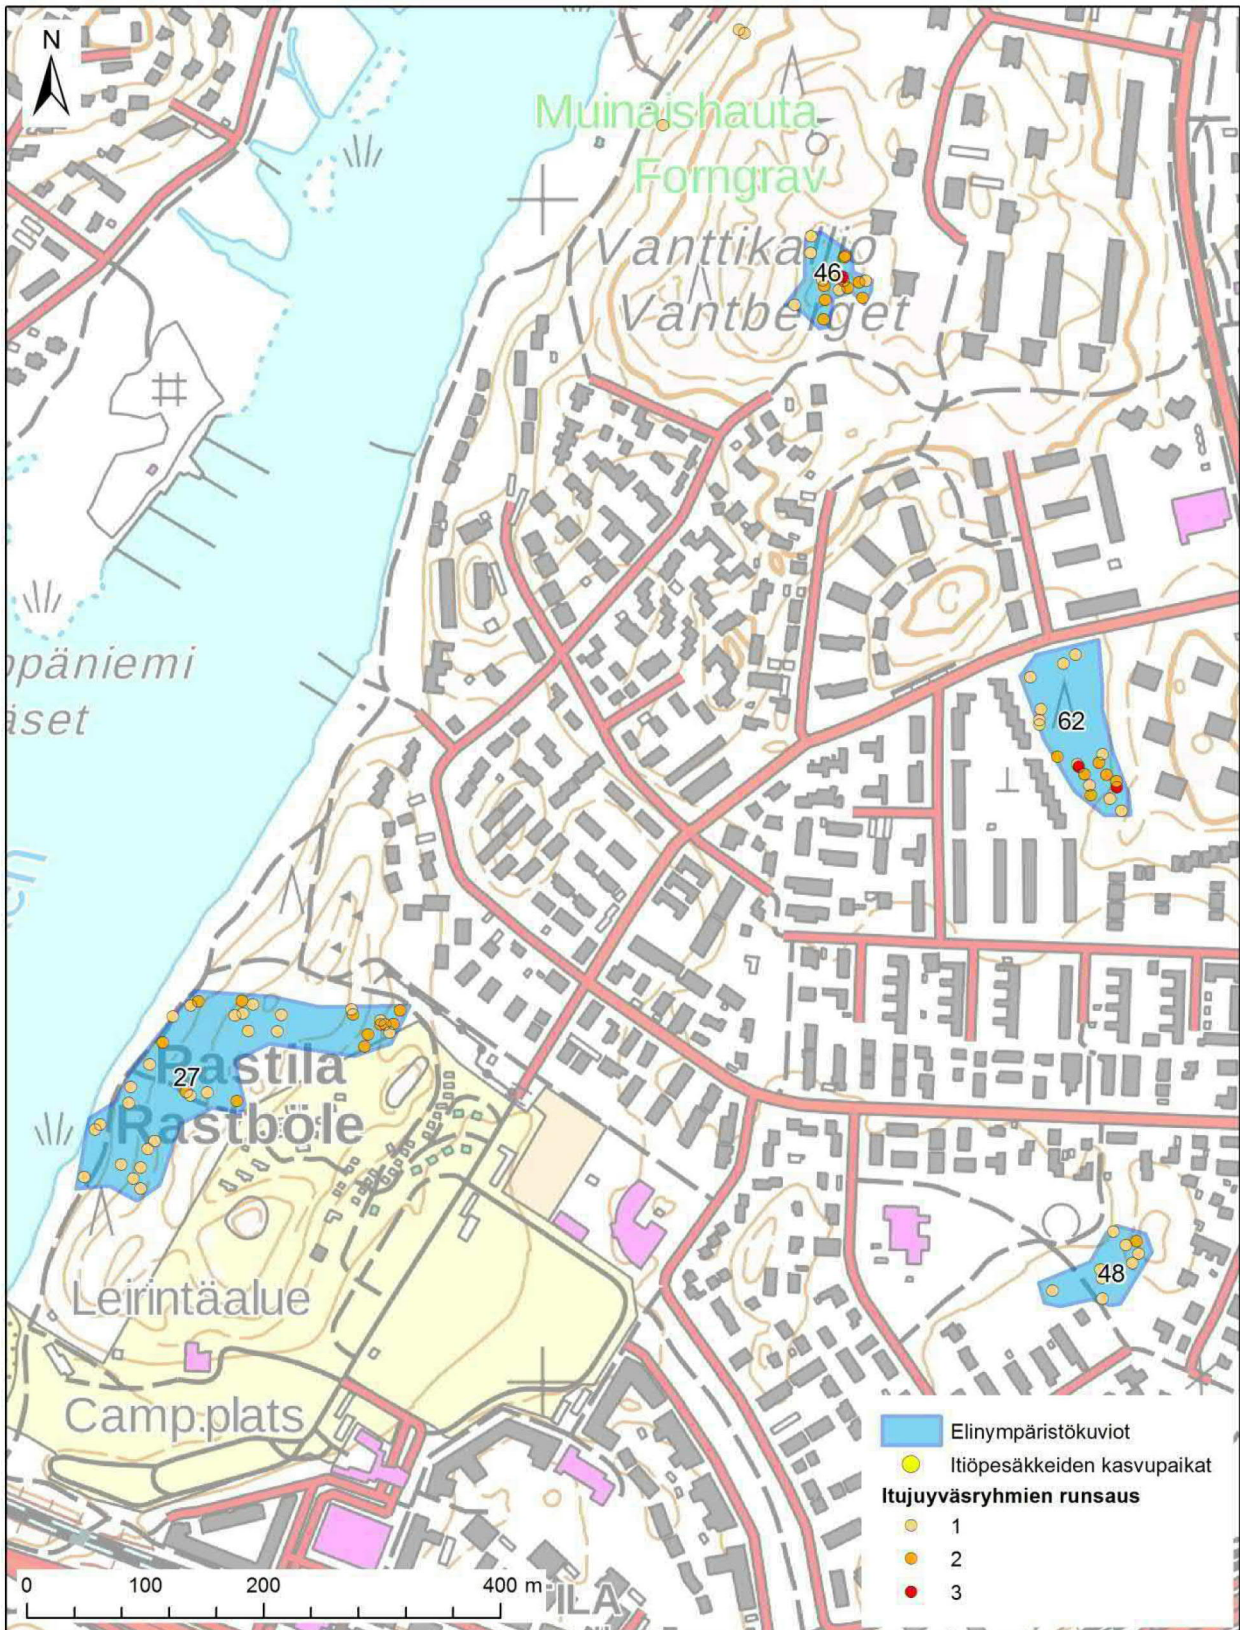 N
Muinaishauta
Forngrav
Vanttikallio
46
Vantberget
ppäniemi
äset
62
Rastila
27
Rastböle
48
Leirintäalue
Camp.plats
Elinympäristökuviot
Itiöpesäkkeiden kasvupaikat
Itujuyväsryhmien runsaus
1
2
3
0 100 200 400 m
ILA